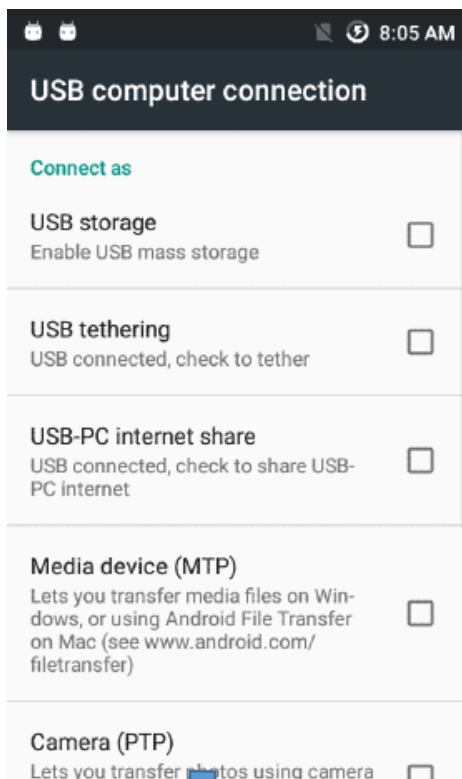 8:05 AM
USB computer connection
Connect as
USB storage
Enable USB mass storage
USB tethering
USB connected, check to tether
USB-PC internet share
USB connected, check to share USB-
PC internet
Media device (MTP)
Lets you transfer media files on Win-
dows, or using Android File Transfer
on Mac (see www.android.com/
filetransfer)
Camera (PTP)
Lets you transfer photos using camera